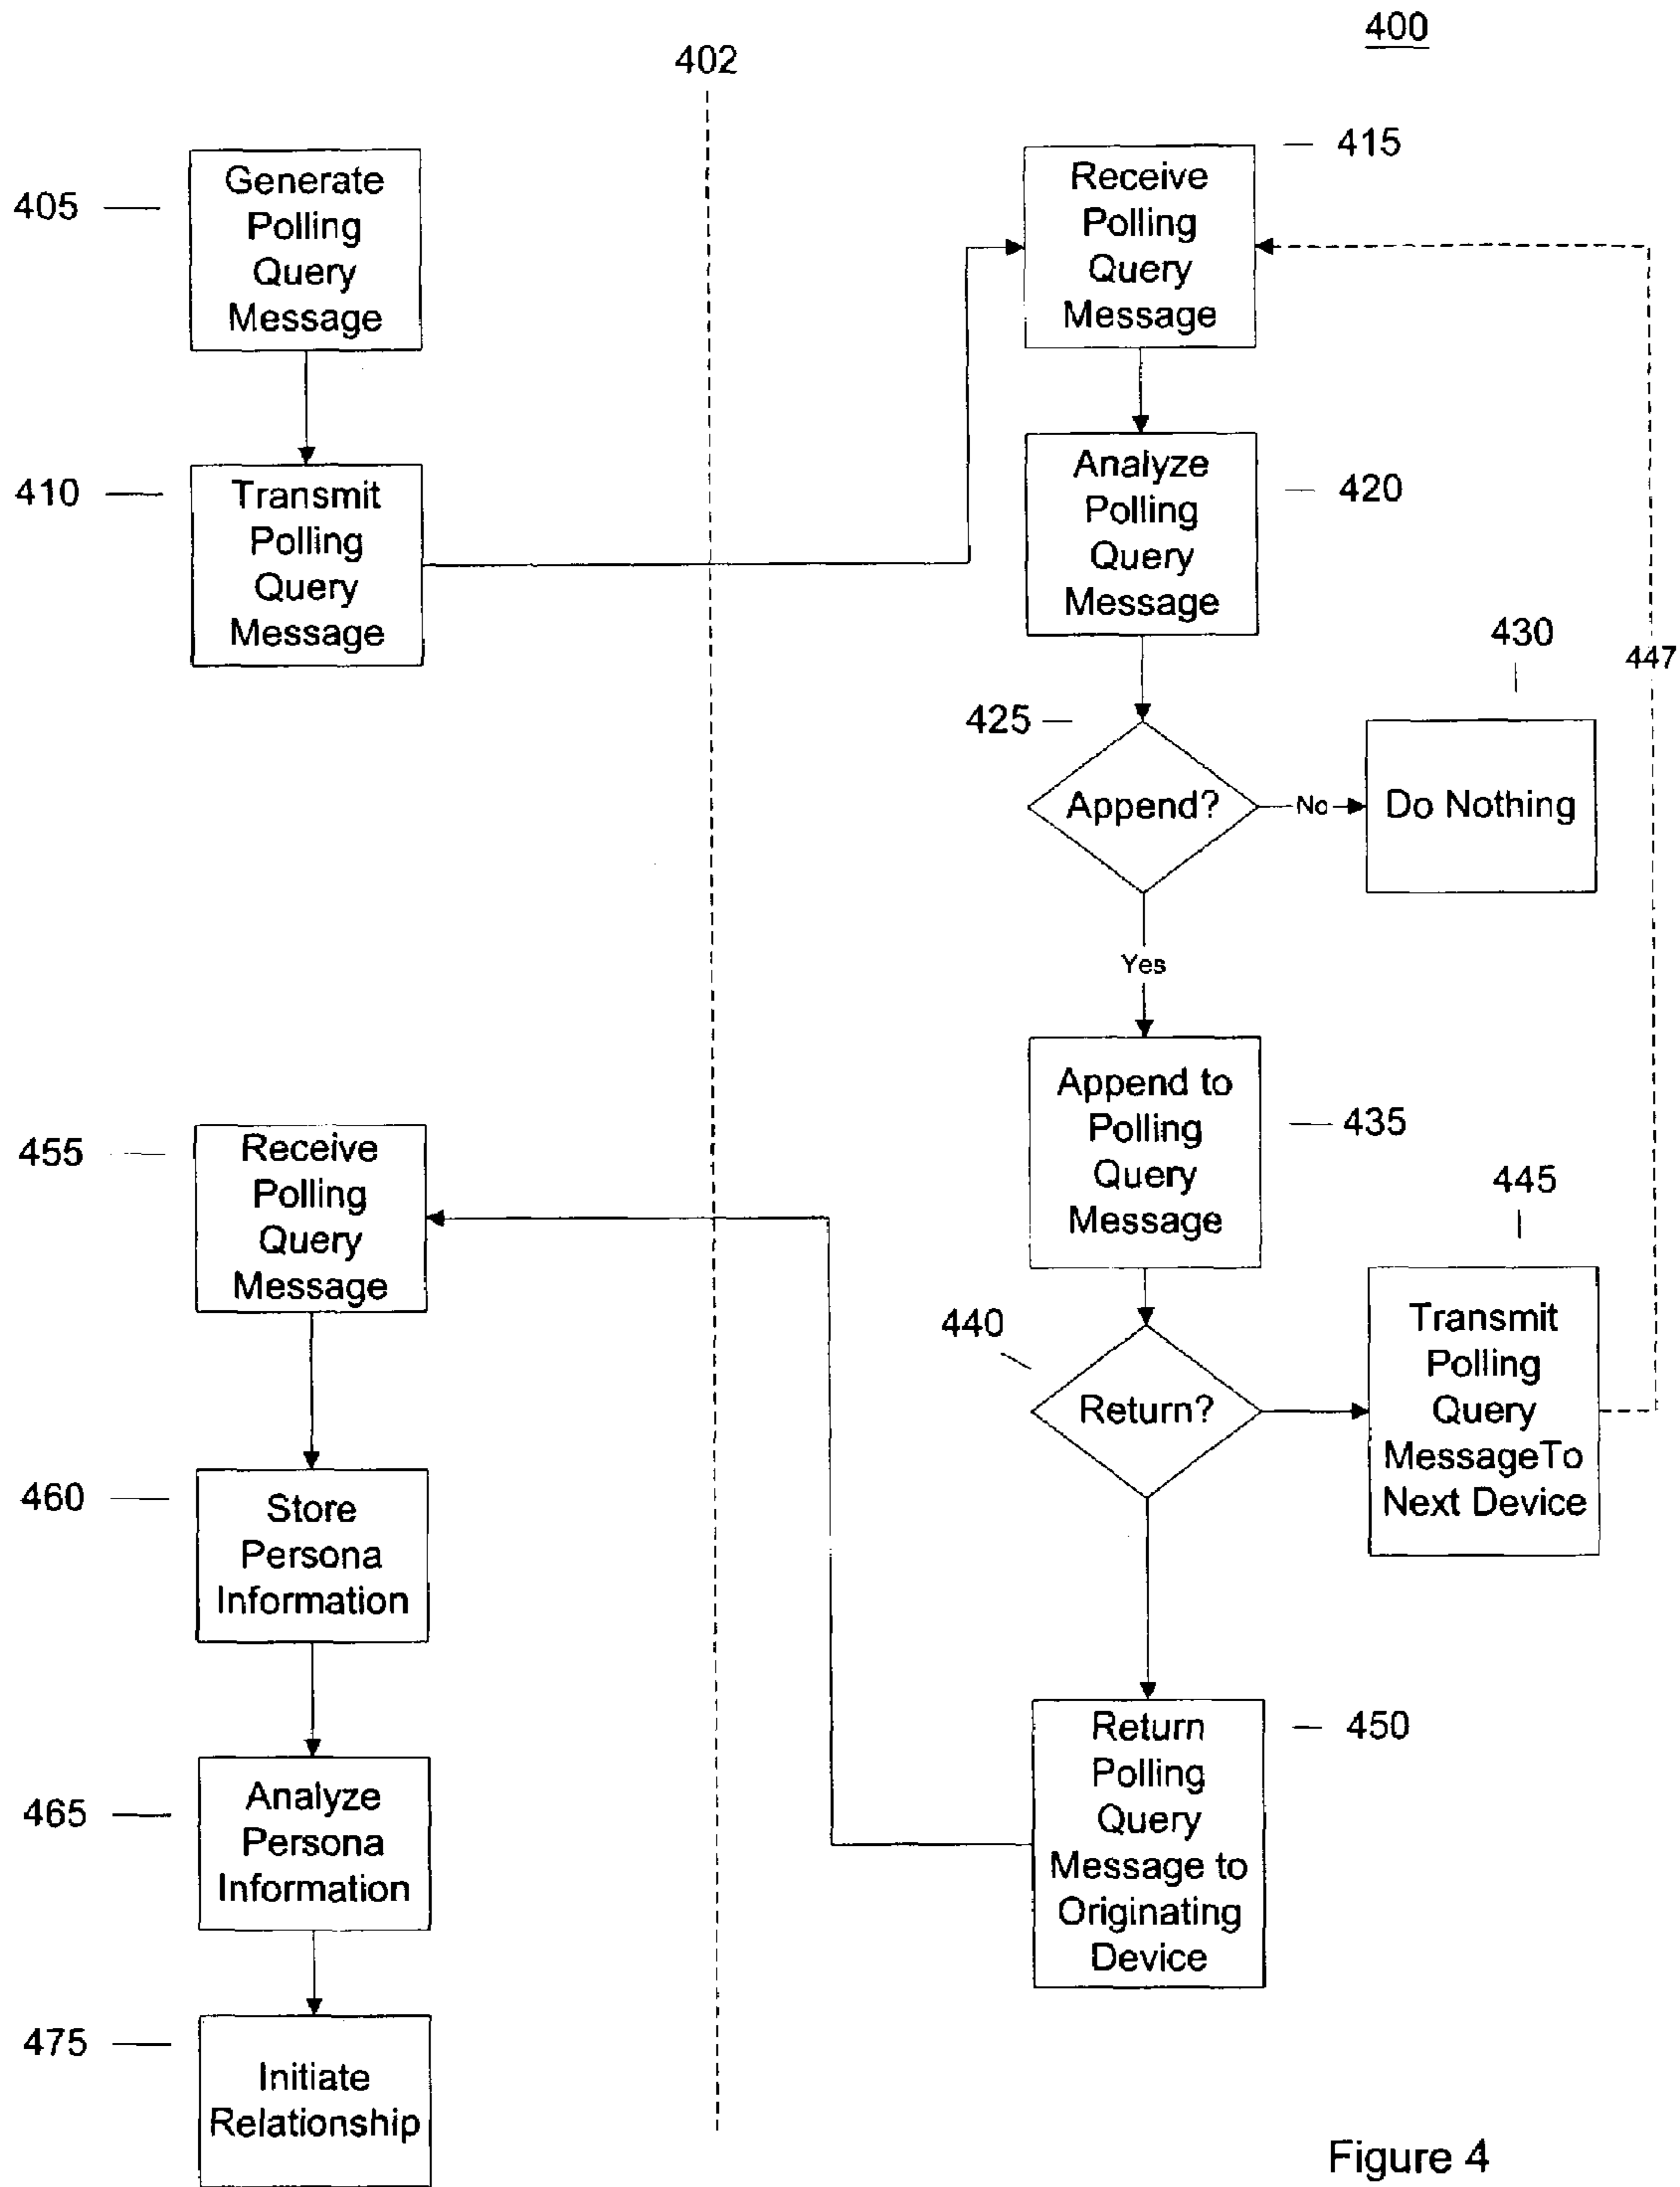 400
402
405
Generate
Polling
Query
Message
415
Receive
Polling
Query
Message
410
Transmit
Polling
Query
Message
420
Analyze
Polling
Query
Message
430
447
425
Append?
No
Do Nothing
Yes
435
Append to
Polling
Query
Message
455
Receive
Polling
Query
Message
445
440
Return?
Transmit
Polling
Query
MessageTo
Next Device
460
Store
Persona
Information
450
Return
Polling
Query
Message to
Originating
Device
465
Analyze
Persona
Information
475
Initiate
Relationship
Figure 4